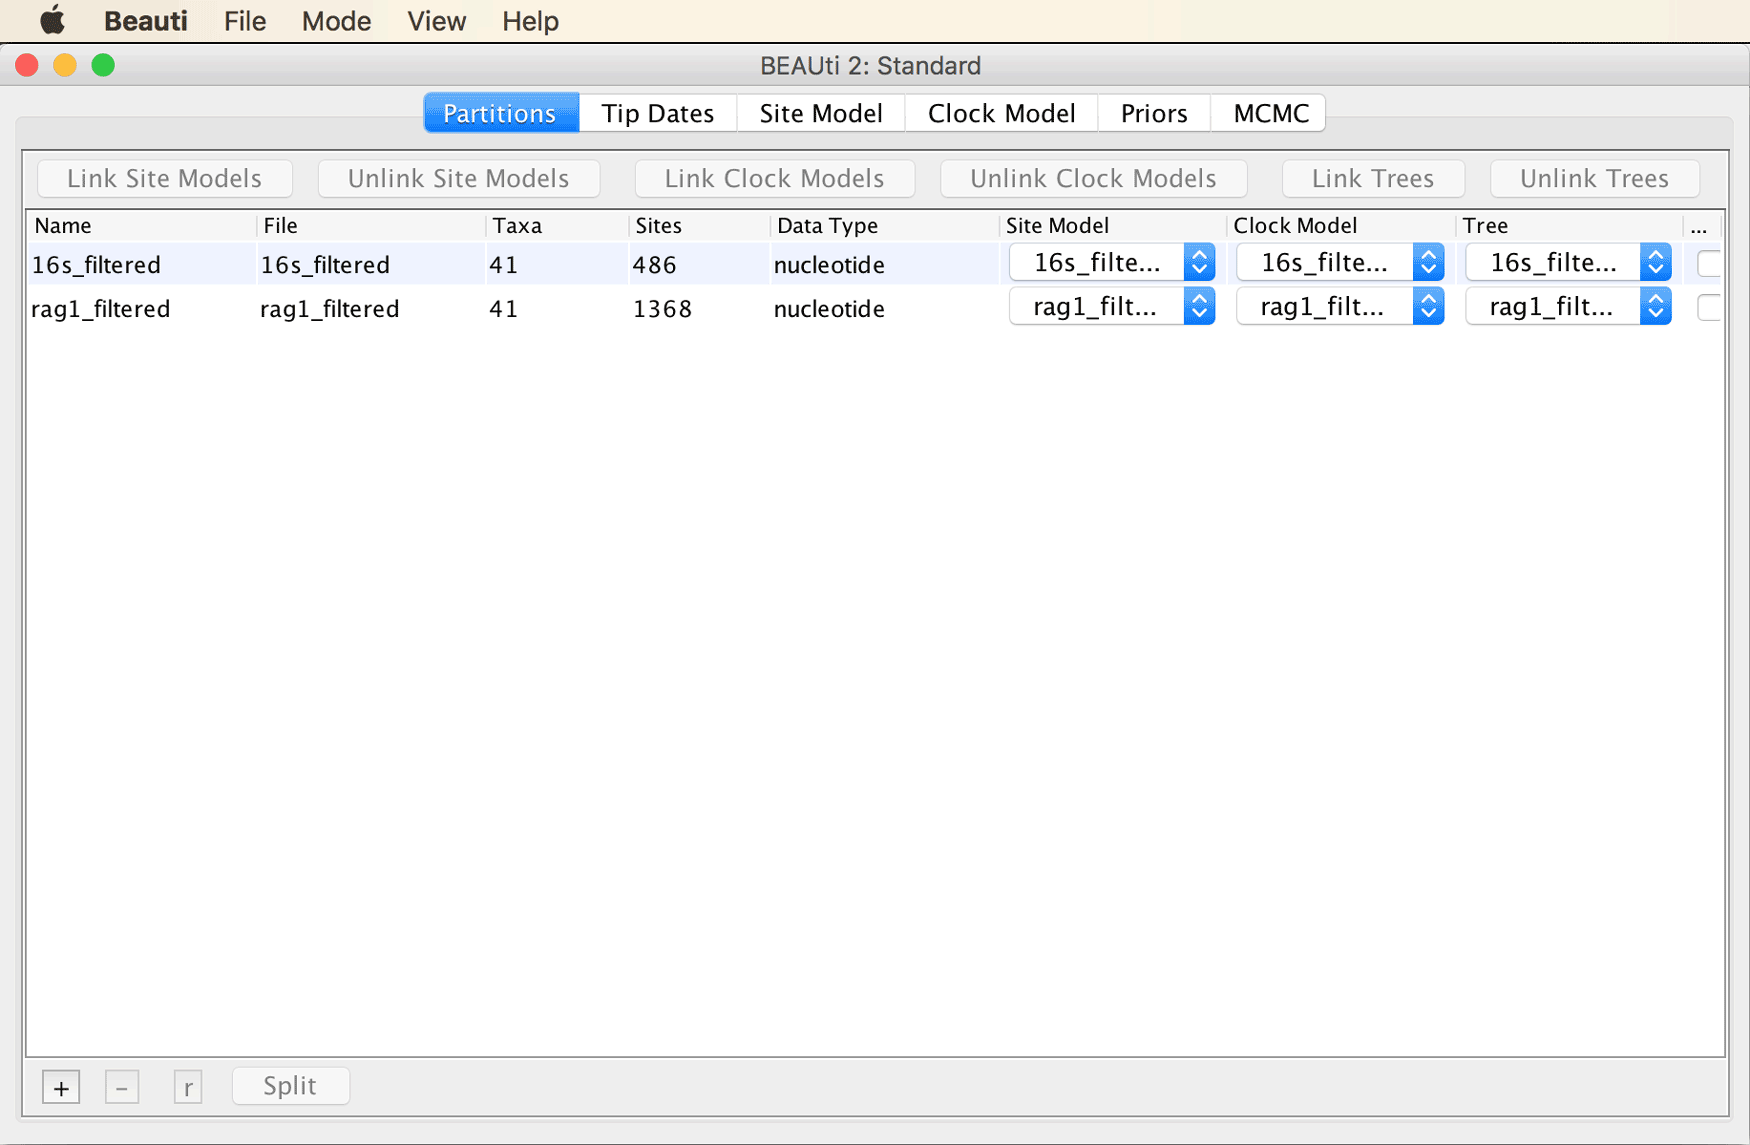 Beauti File Mode View Help
BEAUti 2: Standard
Partitions Tip Dates Site Model Clock Model Priors MCMC
Link Site Models Unlink Site Models Link Clock Models Unlink Clock Models Link Trees Unlink Trees
Name File Taxa Sites Data Type Site Model Clock Model Tree ...
16s_filtered 16s_filtered 41 486 nucleotide 16s_filte... 16s_filte... 16s_filte...
rag1_filtered rag1_filtered 41 1368 nucleotide rag1_filt... rag1_filt... rag1_filt...
+ - r Split